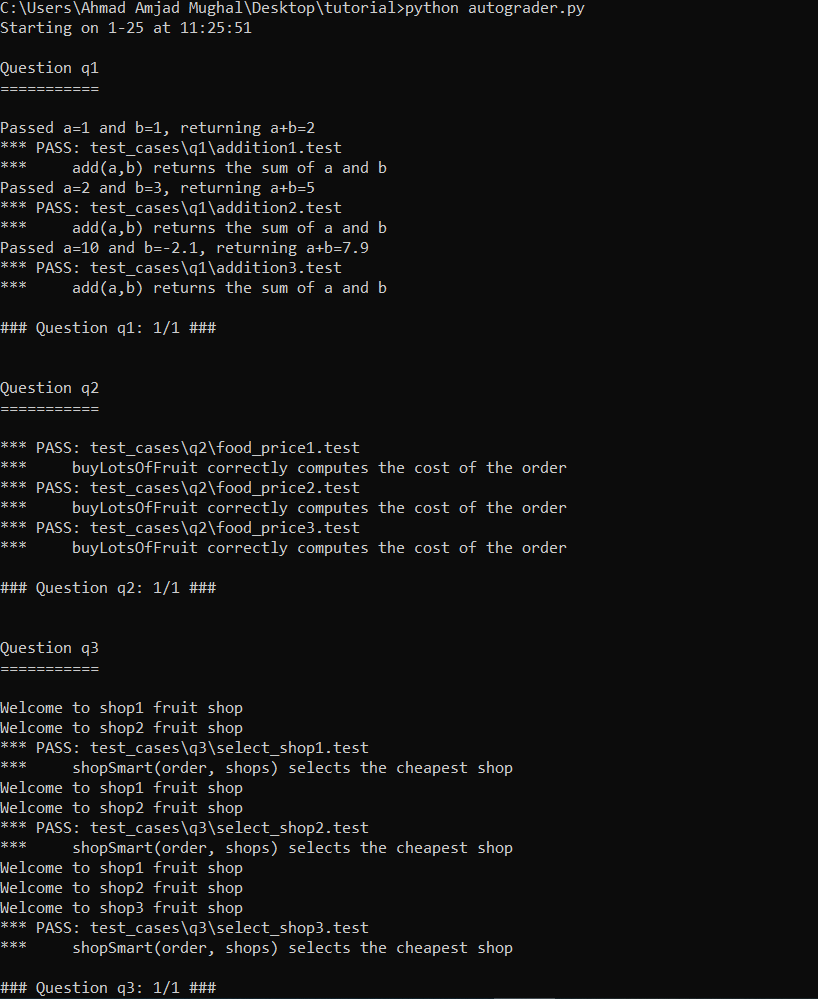 C:\Users\Ahmad Amjad Mughal\Desktop\tutorial>python autograder.py
Starting on 1-25 at 11:25:51
Question q1
===========
Passed a=1 and b=1, returning a+b=2
*** PASS: test_cases\q1\addition1.test
***     add(a,b) returns the sum of a and b
Passed a=2 and b=3, returning a+b=5
*** PASS: test_cases\q1\addition2.test
***     add(a,b) returns the sum of a and b
Passed a=10 and b=-2.1, returning a+b=7.9
*** PASS: test_cases\q1\addition3.test
***     add(a,b) returns the sum of a and b
### Question q1: 1/1 ###
Question q2
===========
*** PASS: test_cases\q2\food_price1.test
***     buyLotsOfFruit correctly computes the cost of the order
*** PASS: test_cases\q2\food_price2.test
***     buyLotsOfFruit correctly computes the cost of the order
*** PASS: test_cases\q2\food_price3.test
***     buyLotsOfFruit correctly computes the cost of the order
### Question q2: 1/1 ###
Question q3
===========
Welcome to shop1 fruit shop
Welcome to shop2 fruit shop
*** PASS: test_cases\q3\select_shop1.test
***     shopSmart(order, shops) selects the cheapest shop
Welcome to shop1 fruit shop
Welcome to shop2 fruit shop
*** PASS: test_cases\q3\select_shop2.test
***     shopSmart(order, shops) selects the cheapest shop
Welcome to shop1 fruit shop
Welcome to shop2 fruit shop
Welcome to shop3 fruit shop
*** PASS: test_cases\q3\select_shop3.test
***     shopSmart(order, shops) selects the cheapest shop
### Question q3: 1/1 ###